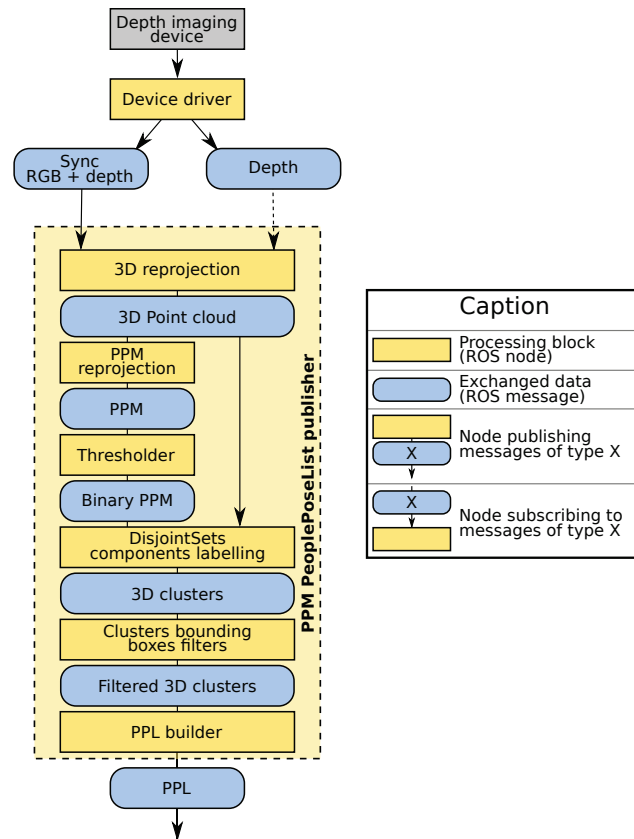 Depth imaging
device
Device driver
Sync
RGB + depth
Depth
3D reprojection
3D Point cloud
PPM
reprojection
PPM
Thresholder
Binary PPM
DisjointSets
components labelling
3D clusters
Clusters bounding
boxes filters
Filtered 3D clusters
PPL builder
PPL
PPM PeoplePoseList publisher
Caption
Processing block
(ROS node)
Exchanged data
(ROS message)
X
Node publishing
messages of type X
X
Node subscribing to
messages of type X